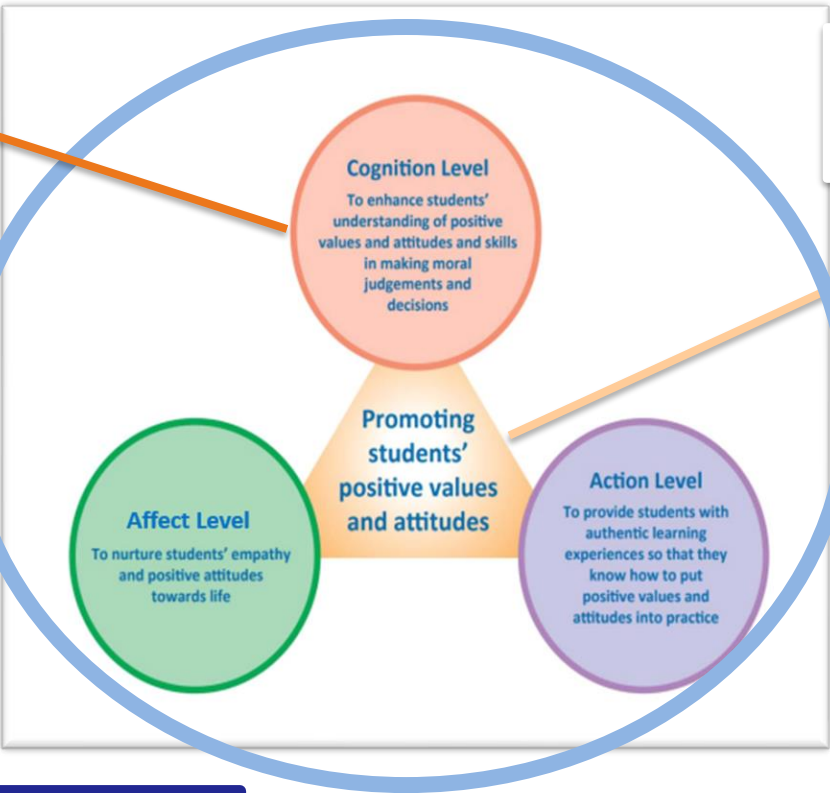 Cognition Level
To enhance students'
understanding of positive
values and attitudes and skills
in making moral
judgements and
decisions
Promoting
students'
positive values
and attitudes
Affect Level
To nurture students' empathy
and positive attitudes
towards life
Action Level
To provide students with
authentic learning
experiences so that they
know how to put
positive values and
attitudes into practice